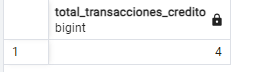 total_transacciones_credito
bigint
1 4